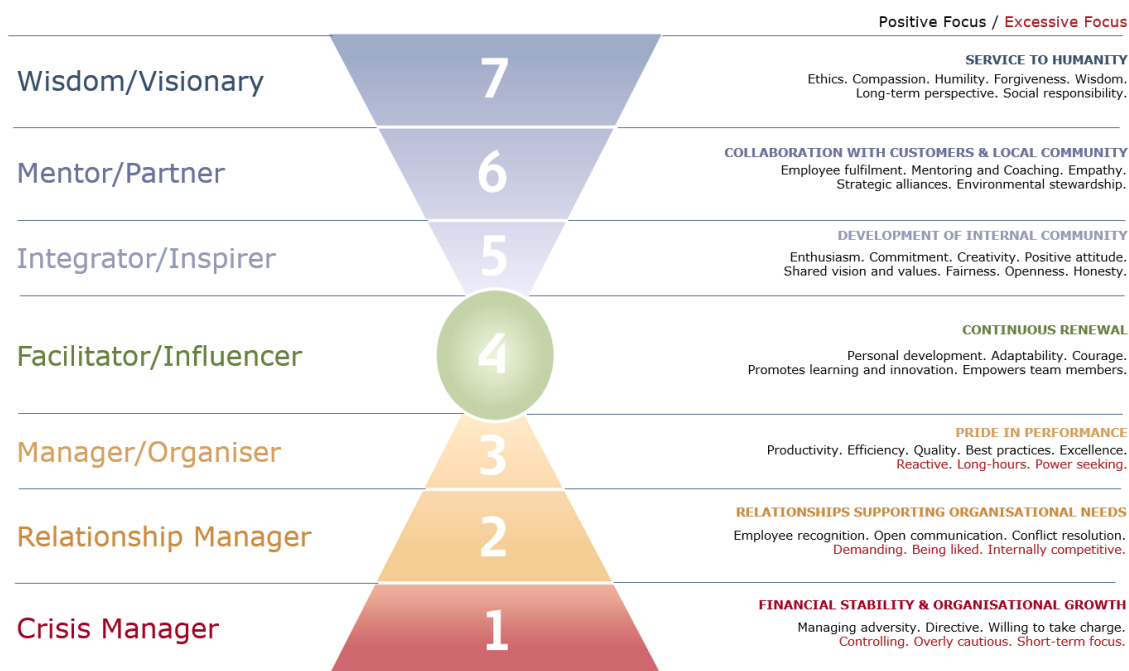 Positive Focus / Excessive Focus
Wisdom/Visionary
7
SERVICE TO HUMANITY
Ethics. Compassion. Humility. Forgiveness. Wisdom.
Long-term perspective. Social responsibility.
Mentor/Partner
6
COLLABORATION WITH CUSTOMERS & LOCAL COMMUNITY
Employee fulfilment. Mentoring and Coaching. Empathy.
Strategic alliances. Environmental stewardship.
Integrator/Inspirer
5
DEVELOPMENT OF INTERNAL COMMUNITY
Enthusiasm. Commitment. Creativity. Positive attitude.
Shared vision and values. Fairness. Openness. Honesty.
Facilitator/Influencer
4
CONTINUOUS RENEWAL
Personal development. Adaptability. Courage.
Promotes learning and innovation. Empowers team members.
Manager/Organiser
3
PRIDE IN PERFORMANCE
Productivity. Efficiency. Quality. Best practices. Excellence.
Reactive. Long-hours. Power seeking.
Relationship Manager
2
RELATIONSHIPS SUPPORTING ORGANISATIONAL NEEDS
Employee recognition. Open communication. Conflict resolution.
Demanding. Being liked. Internally competitive.
Crisis Manager
1
FINANCIAL STABILITY & ORGANISATIONAL GROWTH
Managing adversity. Directive. Willing to take charge.
Controlling. Overly cautious. Short-term focus.